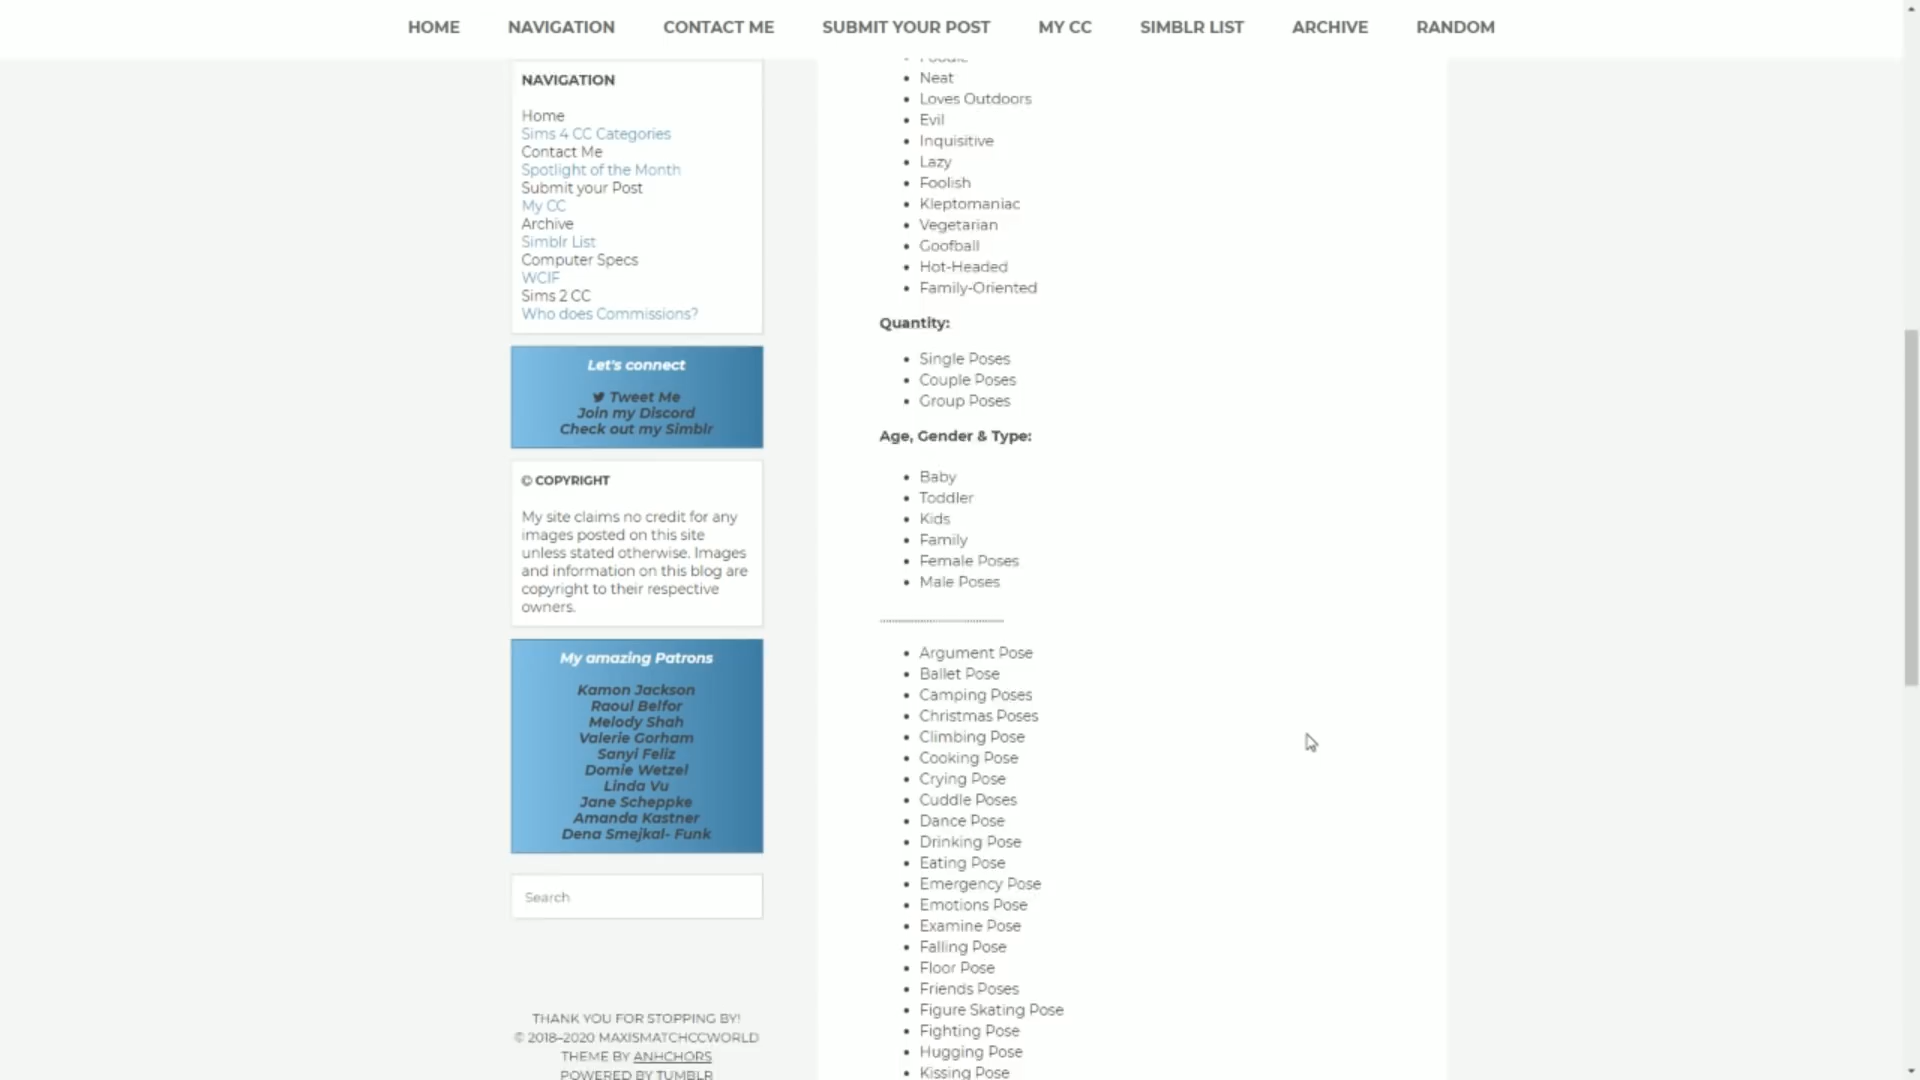 HOME NAVIGATION CONTACT ME SUBMIT YOUR POST MY CC SIMBLR LIST ARCHIVE RANDOM
NAVIGATION
Home
Sims 4 CC Categories
Contact Me
Spotlight of the Month
Submit your Post
My CC
Archive
Simblr List
Computer Specs
WCIF
Sims 2 CC
Who does Commissions?
Let's connect
Tweet Me
Join my Discord
Check out my Simblr
© COPYRIGHT
My site claims no credit for any
images posted on this site
unless stated otherwise. Images
and information on this blog are
copyright to their respective
owners.
My amazing Patrons
Kamon Jackson
Raoul Belfor
Melody Shah
Valerie Gorham
Sanyi Feliz
Domie Wetzel
Linda Vu
Jane Scheppke
Amanda Kastner
Dena Smejkal- Funk
Search
THANK YOU FOR STOPPING BY!
© 2018–2020 MAXISMATCHCCWORLD
THEME BY ANHCHORS
POWERED BY TUMBLR
Foodie
Neat
Loves Outdoors
Evil
Inquisitive
Lazy
Foolish
Kleptomaniac
Vegetarian
Goofball
Hot-Headed
Family-Oriented
Quantity:
Single Poses
Couple Poses
Group Poses
Age, Gender & Type:
Baby
Toddler
Kids
Family
Female Poses
Male Poses
Argument Pose
Ballet Pose
Camping Poses
Christmas Poses
Climbing Pose
Cooking Pose
Crying Pose
Cuddle Poses
Dance Pose
Drinking Pose
Eating Pose
Emergency Pose
Emotions Pose
Examine Pose
Falling Pose
Floor Pose
Friends Poses
Figure Skating Pose
Fighting Pose
Hugging Pose
Kissing Pose